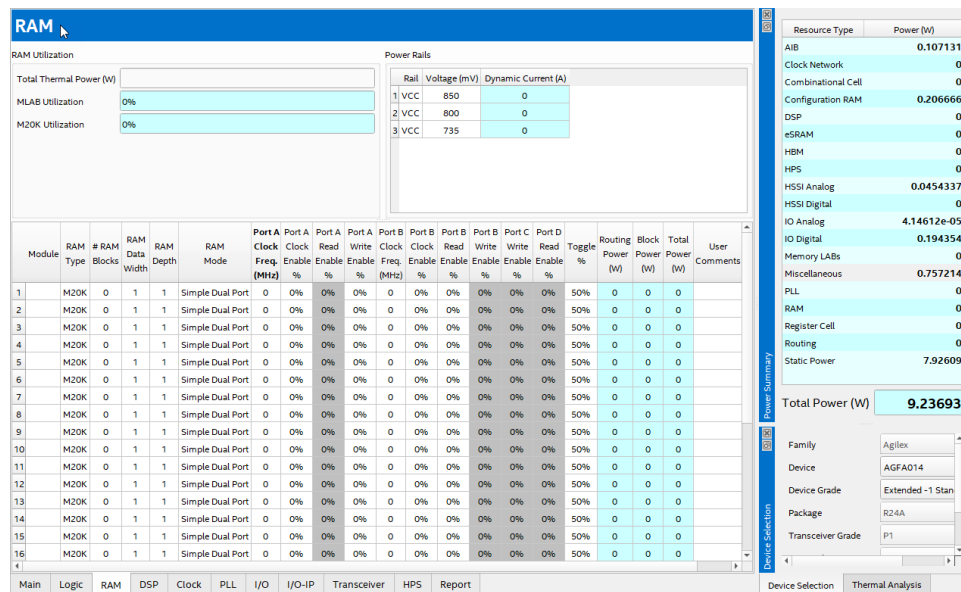 RAM
RAM Utilization
Total Thermal Power (W)
MLAB Utilization 0%
M20K Utilization 0%
Power Rails
Rail Voltage (mV) Dynamic Current (A)
1 VCC 850 0
2 VCC 800 0
3 VCC 735 0
Module RAM Type # RAM Blocks RAM Data Width RAM Depth RAM Mode Port A Clock Freq. (MHz) Port A Clock Enable % Port A Read Enable % Port A Write Enable % Port B Clock Freq. (MHz) Port B Clock Enable % Port B Read Enable % Port B Write Enable % Port C Write Enable % Port D Read Enable % Toggle % Routing Power (W) Block Power (W) Total Power (W) User Comments
1 M20K 0 1 1 Simple Dual Port 0 0% 0% 0% 0 0% 0% 0% 0% 0% 50% 0 0 0
2 M20K 0 1 1 Simple Dual Port 0 0% 0% 0% 0 0% 0% 0% 0% 0% 50% 0 0 0
3 M20K 0 1 1 Simple Dual Port 0 0% 0% 0% 0 0% 0% 0% 0% 0% 50% 0 0 0
4 M20K 0 1 1 Simple Dual Port 0 0% 0% 0% 0 0% 0% 0% 0% 0% 50% 0 0 0
5 M20K 0 1 1 Simple Dual Port 0 0% 0% 0% 0 0% 0% 0% 0% 0% 50% 0 0 0
6 M20K 0 1 1 Simple Dual Port 0 0% 0% 0% 0 0% 0% 0% 0% 0% 50% 0 0 0
7 M20K 0 1 1 Simple Dual Port 0 0% 0% 0% 0 0% 0% 0% 0% 0% 50% 0 0 0
8 M20K 0 1 1 Simple Dual Port 0 0% 0% 0% 0 0% 0% 0% 0% 0% 50% 0 0 0
9 M20K 0 1 1 Simple Dual Port 0 0% 0% 0% 0 0% 0% 0% 0% 0% 50% 0 0 0
10 M20K 0 1 1 Simple Dual Port 0 0% 0% 0% 0 0% 0% 0% 0% 0% 50% 0 0 0
11 M20K 0 1 1 Simple Dual Port 0 0% 0% 0% 0 0% 0% 0% 0% 0% 50% 0 0 0
12 M20K 0 1 1 Simple Dual Port 0 0% 0% 0% 0 0% 0% 0% 0% 0% 50% 0 0 0
13 M20K 0 1 1 Simple Dual Port 0 0% 0% 0% 0 0% 0% 0% 0% 0% 50% 0 0 0
14 M20K 0 1 1 Simple Dual Port 0 0% 0% 0% 0 0% 0% 0% 0% 0% 50% 0 0 0
15 M20K 0 1 1 Simple Dual Port 0 0% 0% 0% 0 0% 0% 0% 0% 0% 50% 0 0 0
16 M20K 0 1 1 Simple Dual Port 0 0% 0% 0% 0 0% 0% 0% 0% 0% 50% 0 0 0
Main Logic RAM DSP Clock PLL I/O I/O-IP Transceiver HPS Report
Power Summary
Resource Type Power (W)
AIB 0.107131
Clock Network 0
Combinational Cell 0
Configuration RAM 0.206666
DSP 0
eSRAM 0
HBM 0
HPS 0
HSSI Analog 0.0454337
HSSI Digital 0
IO Analog 4.14612e-05
IO Digital 0.194354
Memory LABs 0
Miscellaneous 0.757214
PLL 0
RAM 0
Register Cell 0
Routing 0
Static Power 7.92609
Total Power (W) 9.23693
Device Selection
Family Agilex
Device AGFA014
Device Grade Extended -1 Stan
Package R24A
Transceiver Grade P1
Device Selection Thermal Analysis